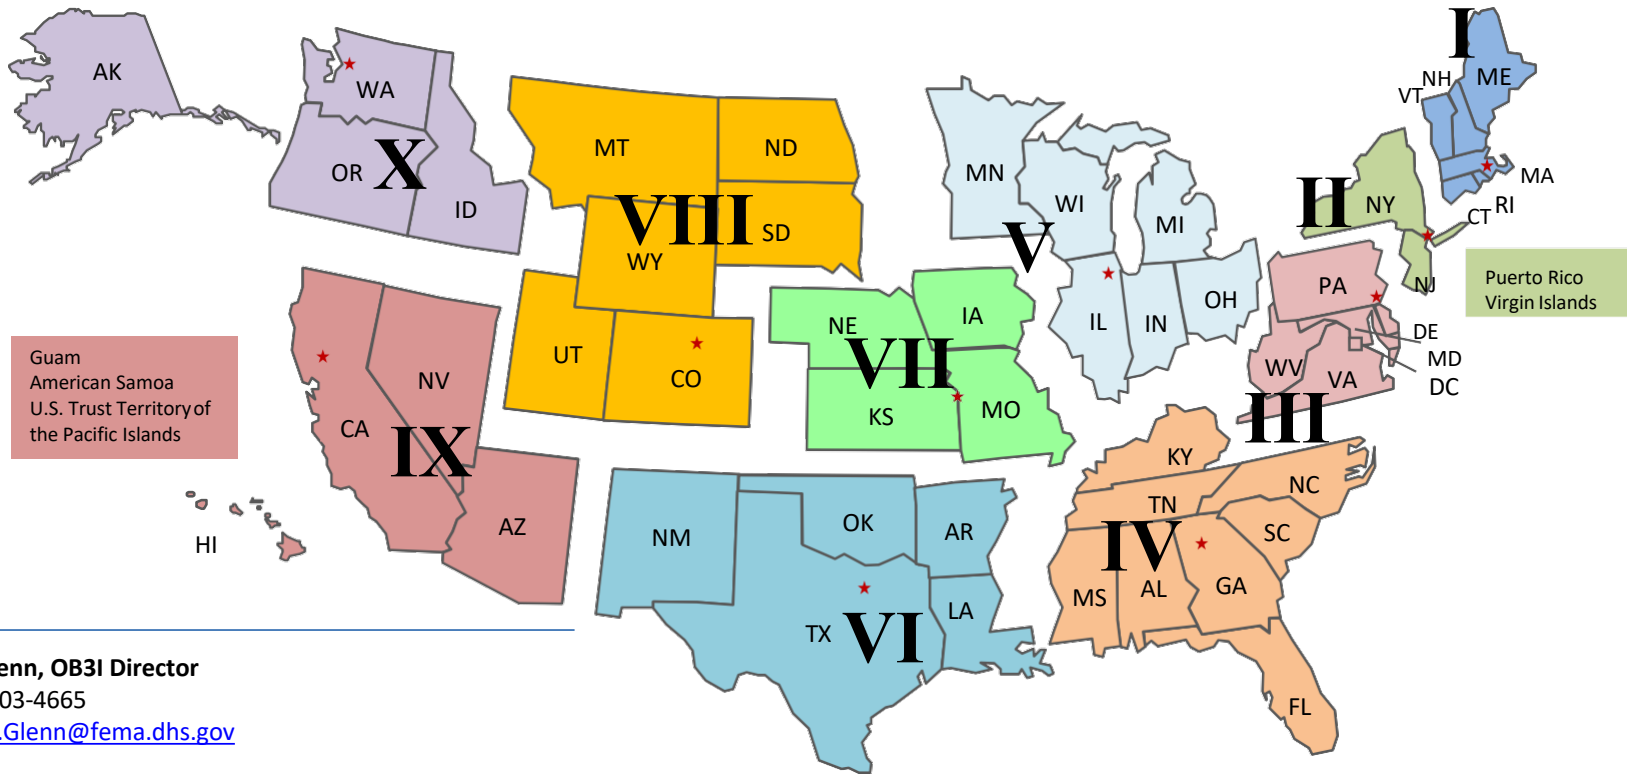 I
AK
NH
ME
VT
WA
MT
ND
MN
OR
X
WI
MI
MA
RI
II
NY
CT
ID
VIII
SD
V
WY
PA
NJ
Puerto Rico
Virgin Islands
OH
IA
NE
IL
IN
DE
Guam
American Samoa
U.S. Trust Territory of
the Pacific Islands
UT
CO
NV
VII
WV
VA
MD
DC
CA
KS
MO
III
IX
KY
NC
TN
HI
AZ
NM
OK
AR
IV
SC
MS
AL
GA
LA
TX
VI
FL
enn, OB3I Director
03-4665
.Glenn@fema.dhs.gov